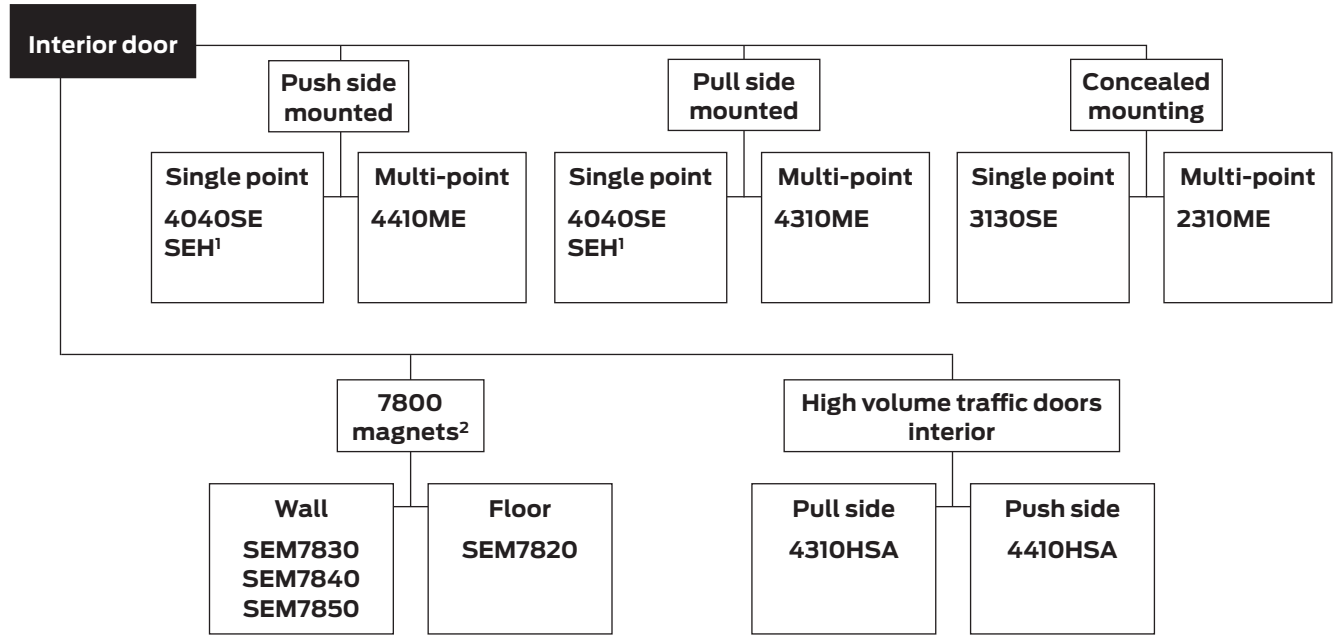 Interior door
Push side
mounted
Pull side
mounted
Concealed
mounting
Single point
4040SE
SEH¹
Multi-point
4410ME
Single point
4040SE
SEH¹
Multi-point
4310ME
Single point
3130SE
Multi-point
2310ME
7800
magnets²
High volume traffic doors
interior
Wall
SEM7830
SEM7840
SEM7850
Floor
SEM7820
Pull side
4310HSA
Push side
4410HSA